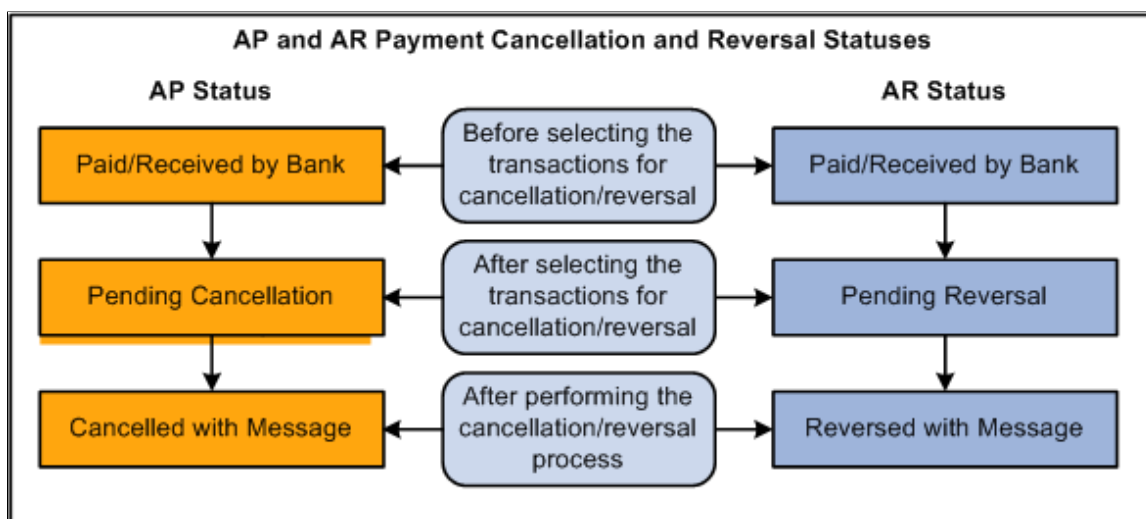 AP and AR Payment Cancellation and Reversal Statuses
AP Status
AR Status
Paid/Received by Bank
Before selecting the
transactions for
cancellation/reversal
Paid/Received by Bank
Pending Cancellation
After selecting the
transactions for
cancellation/reversal
Pending Reversal
Cancelled with Message
After performing the
cancellation/reversal
process
Reversed with Message